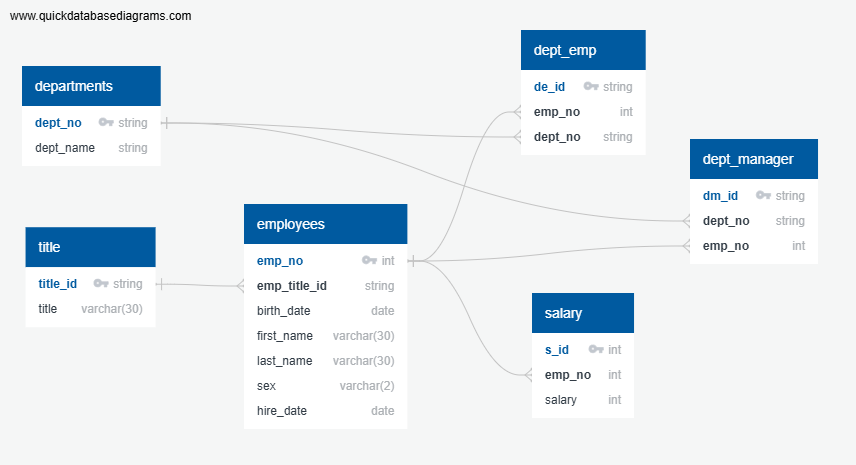 www.quickdatabasediagrams.com
departments
dept_no string
dept_name string
title
title_id string
title varchar(30)
employees
emp_no int
emp_title_id string
birth_date date
first_name varchar(30)
last_name varchar(30)
sex varchar(2)
hire_date date
dept_emp
de_id string
emp_no int
dept_no string
dept_manager
dm_id string
dept_no string
emp_no int
salary
s_id int
emp_no int
salary int